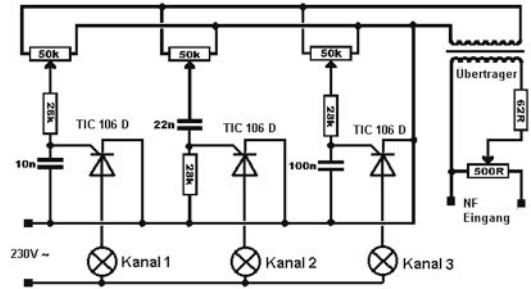 50k
50k
50k
Übertrager
28k
22n
28k
62R
TIC 106 D
TIC 106 D
TIC 106 D
10n
28k
100n
500R
NF
Eingang
230V ~
Kanal 1
Kanal 2
Kanal 3